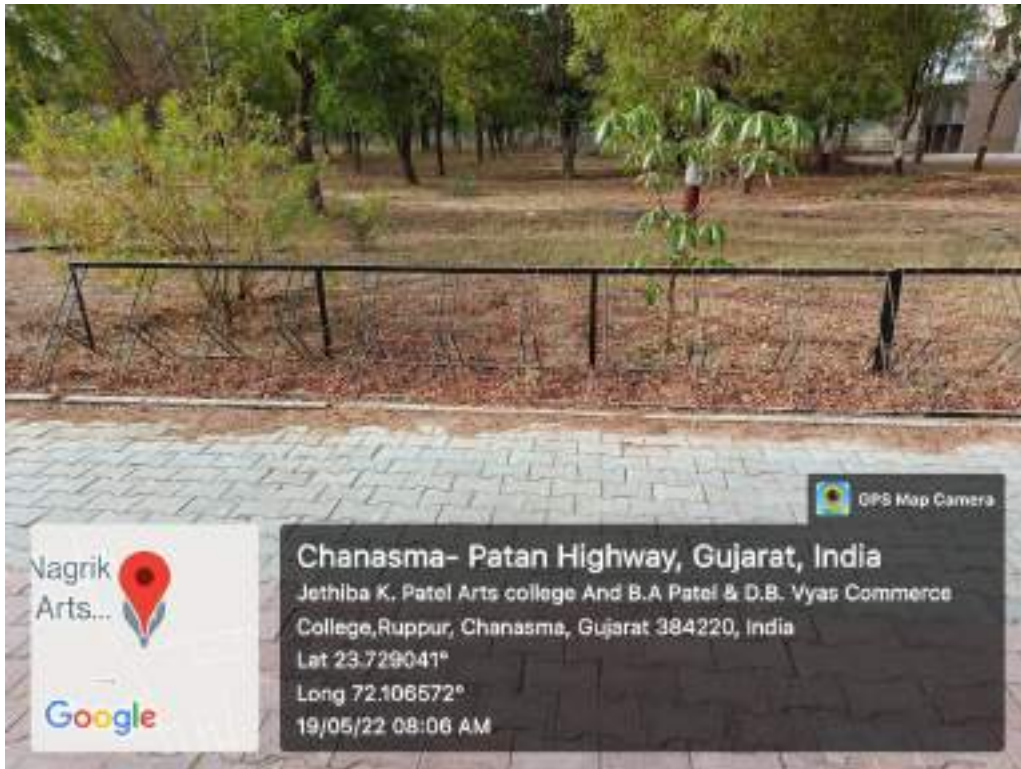 GPS Map Camera
Nagrik
Arts...
Google
Chanasma- Patan Highway, Gujarat, India
Jethiba K. Patel Arts college And B.A Patel & D.B. Vyas Commerce
College,Ruppur, Chanasma, Gujarat 384220, India
Lat 23.729041°
Long 72.106572°
19/05/22 08:06 AM